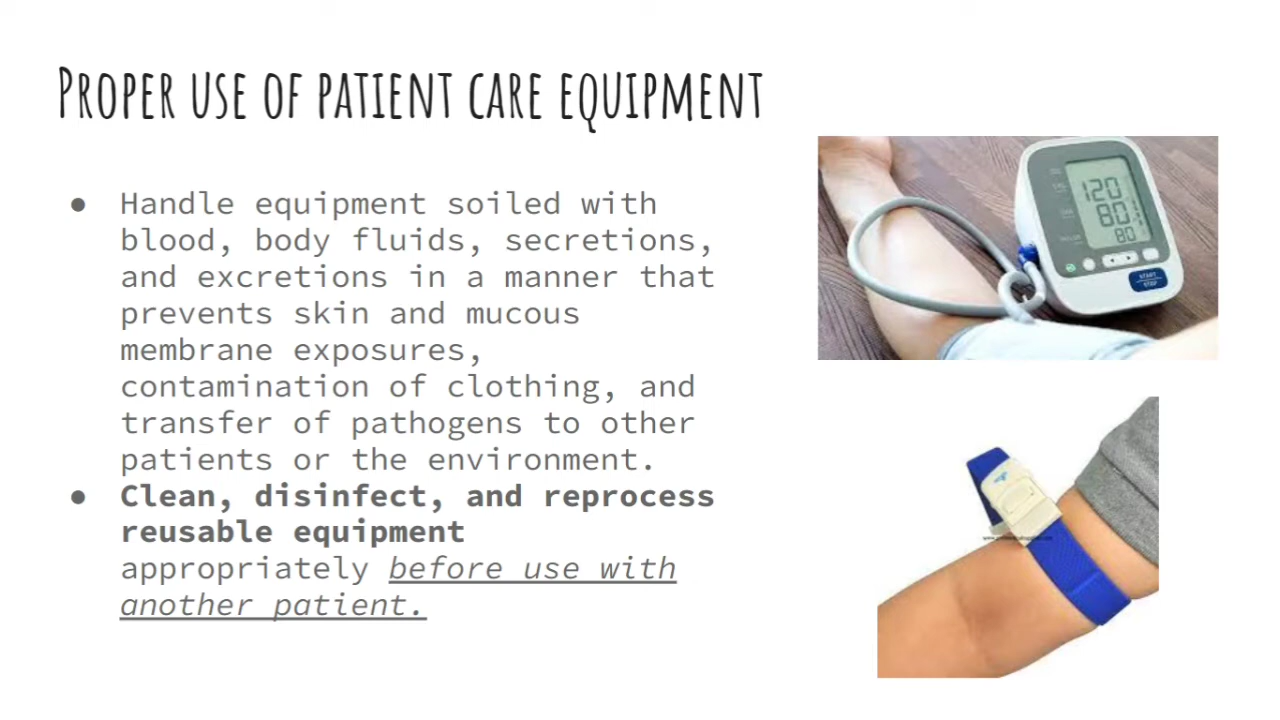 Proper use of patient care equipment
● Handle equipment soiled with
blood, body fluids, secretions,
and excretions in a manner that
prevents skin and mucous
membrane exposures,
contamination of clothing, and
transfer of pathogens to other
patients or the environment.
● Clean, disinfect, and reprocess
reusable equipment
appropriately before use with
another patient.
120
80
80
START
STOP